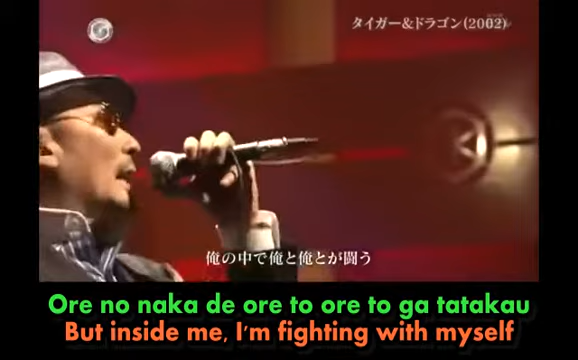 タイガー&ドラゴン(2002)
俺の中で俺と俺とが闘う
Ore no naka de ore to ore to ga tatakau
But inside me, I'm fighting with myself